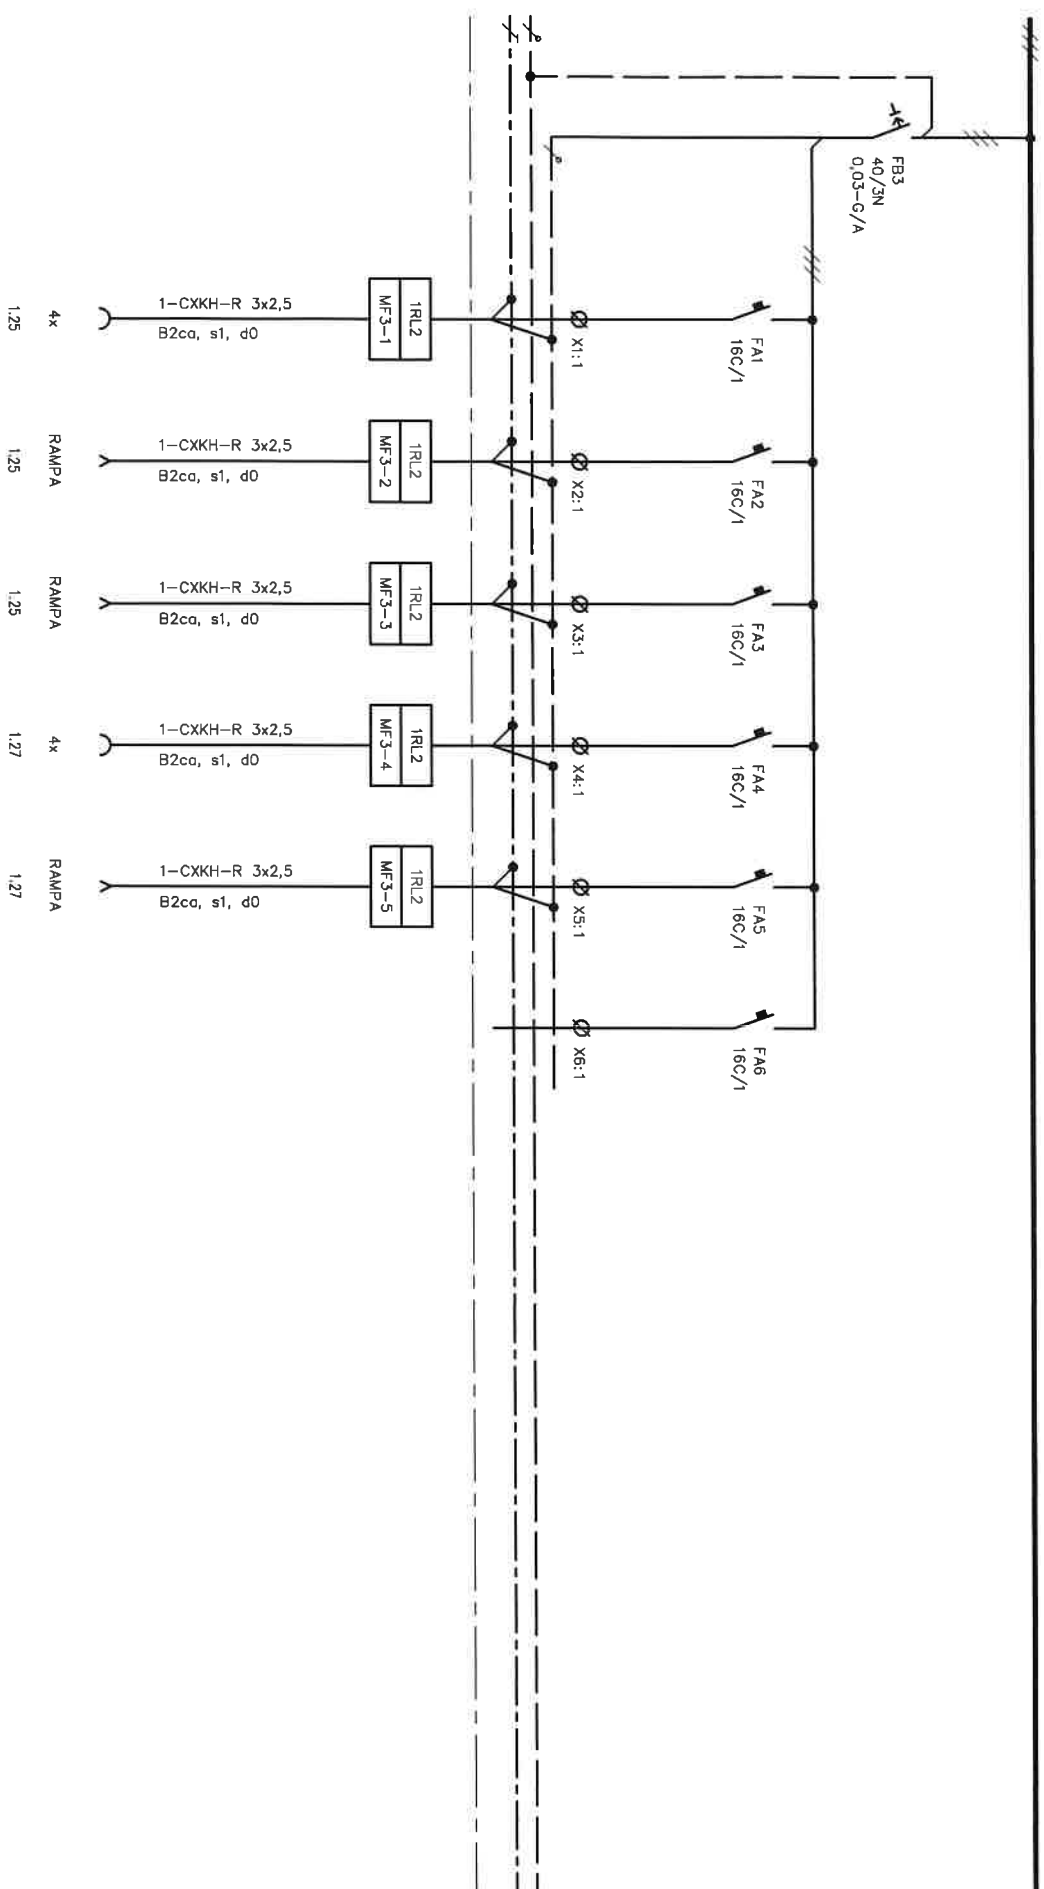 FB3
40/3N
0,03-G/A
FA1
16C/1
FA2
16C/1
FA3
16C/1
FA4
16C/1
FA5
16C/1
FA6
16C/1
X1:1
X2:1
X3:1
X4:1
X5:1
X6:1
1RL2
MF3-1
1RL2
MF3-2
1RL2
MF3-3
1RL2
MF3-4
1RL2
MF3-5
1-CXKH-R 3x2,5
B2ca, s1, d0
1-CXKH-R 3x2,5
B2ca, s1, d0
1-CXKH-R 3x2,5
B2ca, s1, d0
1-CXKH-R 3x2,5
B2ca, s1, d0
1-CXKH-R 3x2,5
B2ca, s1, d0
4x
1.25
RAMPA
1.25
RAMPA
1.25
4x
1.27
RAMPA
1.27